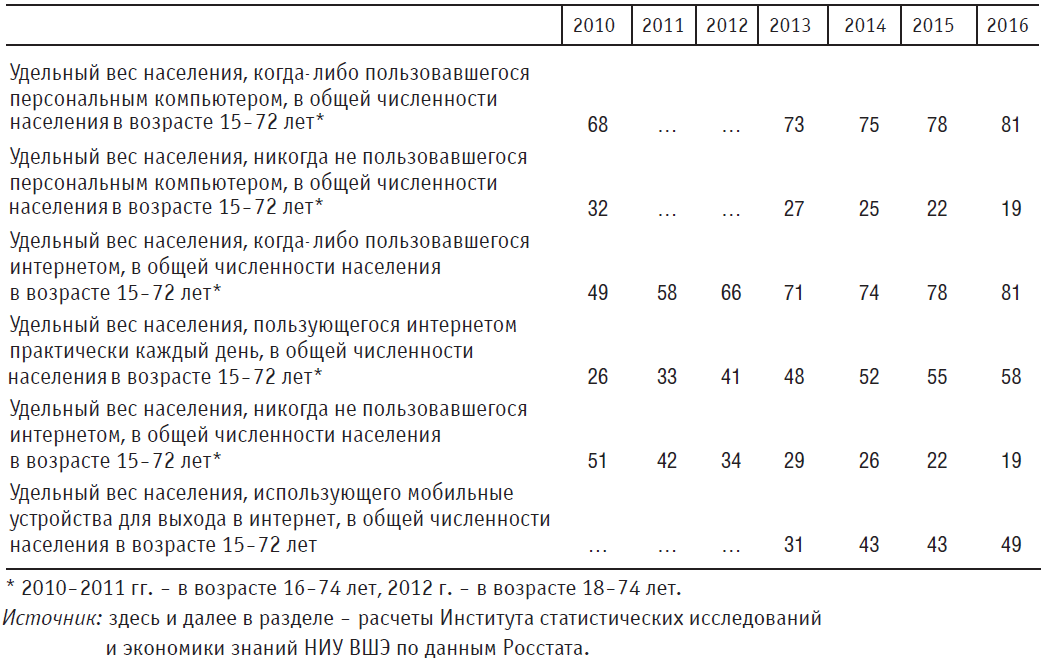 2010 2011 2012 2013 2014 2015 2016
Удельный вес населения, когда-либо пользовавшегося
персональным компьютером, в общей численности
населения в возрасте 15–72 лет* 68 ... ... 73 75 78 81
Удельный вес населения, никогда не пользовавшегося
персональным компьютером, в общей численности
населения в возрасте 15–72 лет* 32 ... ... 27 25 22 19
Удельный вес населения, когда-либо пользовавшегося
интернетом, в общей численности населения
в возрасте 15–72 лет* 49 58 66 71 74 78 81
Удельный вес населения, пользующегося интернетом
практически каждый день, в общей численности
населения в возрасте 15–72 лет* 26 33 41 48 52 55 58
Удельный вес населения, никогда не пользовавшегося
интернетом, в общей численности населения
в возрасте 15–72 лет* 51 42 34 29 26 22 19
Удельный вес населения, использующего мобильные
устройства для выхода в интернет, в общей численности
населения в возрасте 15–72 лет ... ... ... 31 43 43 49
* 2010–2011 гг. – в возрасте 16–74 лет, 2012 г. – в возрасте 18–74 лет.
Источник: здесь и далее в разделе – расчеты Института статистических исследований
и экономики знаний НИУ ВШЭ по данным Росстата.